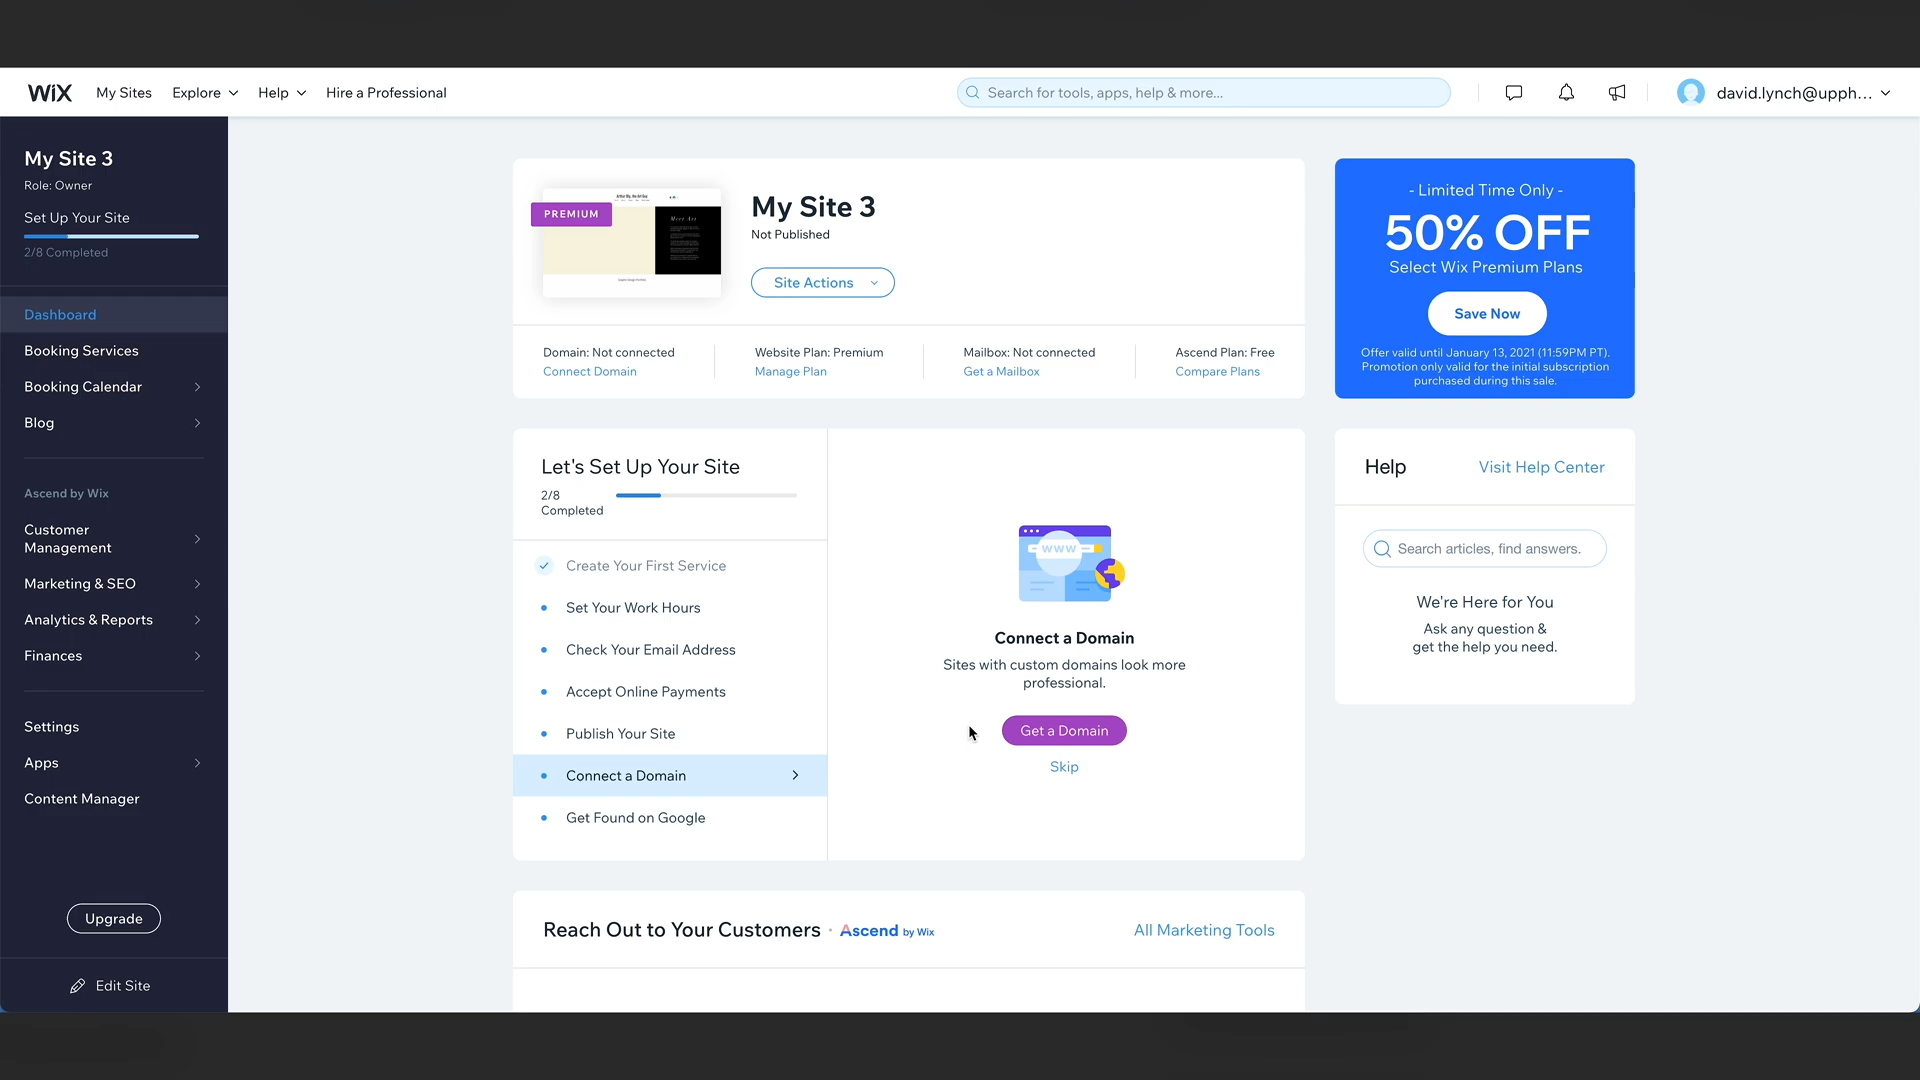 WiX
My Sites
Explore
Help
Hire a Professional
Search for tools, apps, help & more...
david.lynch@upph...
My Site 3
Role: Owner
Set Up Your Site
2/8 Completed
Dashboard
Booking Services
Booking Calendar
Blog
Ascend by Wix
Customer
Management
Marketing & SEO
Analytics & Reports
Finances
Settings
Apps
Content Manager
Upgrade
Edit Site
PREMIUM
My Site 3
Not Published
Site Actions
Domain: Not connected
Connect Domain
Website Plan: Premium
Manage Plan
Mailbox: Not connected
Get a Mailbox
Ascend Plan: Free
Compare Plans
- Limited Time Only -
50% OFF
Select Wix Premium Plans
Save Now
Offer valid until January 13, 2021 (11:59PM PT).
Promotion only valid for the initial subscription
purchased during this sale.
Let's Set Up Your Site
2/8
Completed
Create Your First Service
Set Your Work Hours
Check Your Email Address
Accept Online Payments
Publish Your Site
Connect a Domain
Get Found on Google
WWW
Connect a Domain
Sites with custom domains look more
professional.
Get a Domain
Skip
Help
Visit Help Center
Search articles, find answers.
We're Here for You
Ask any question &
get the help you need.
Reach Out to Your Customers · Ascend by Wix
All Marketing Tools